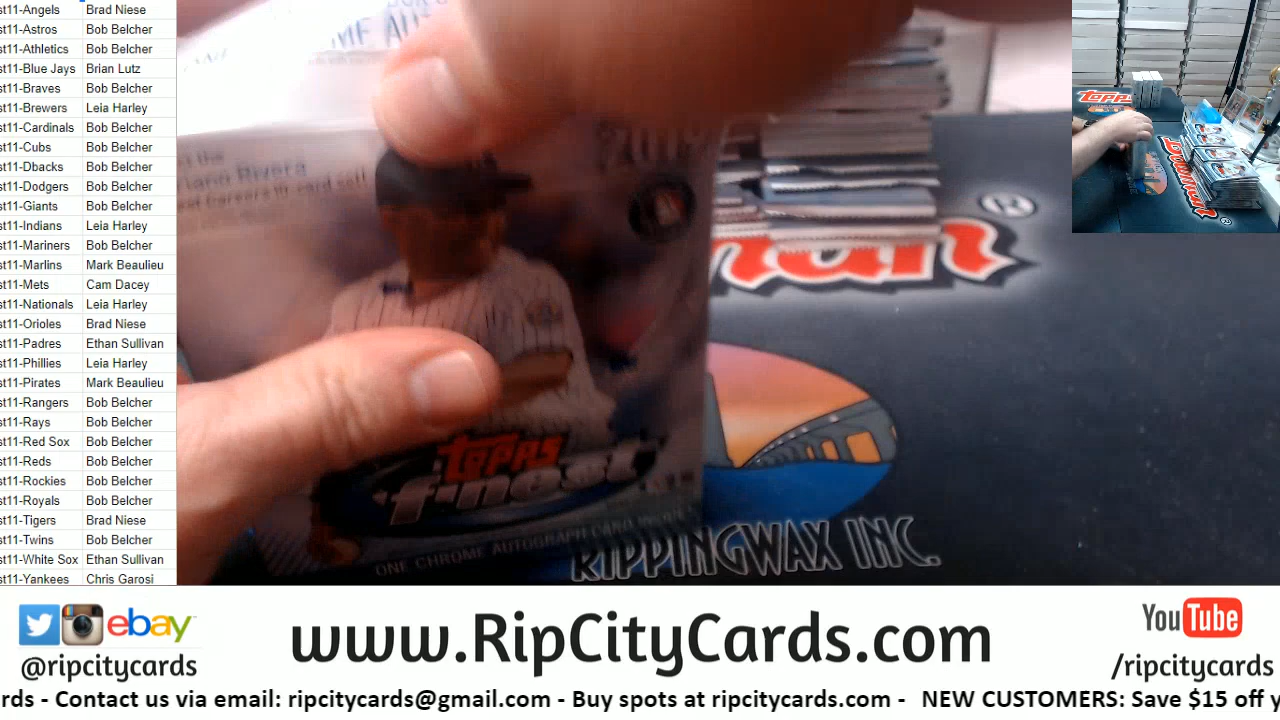 st11-Angels Brad Niese
st11-Astros Bob Belcher
st11-Athletics Bob Belcher
st11-Blue Jays Brian Lutz
st11-Braves Bob Belcher
st11-Brewers Leia Harley
st11-Cardinals Bob Belcher
st11-Cubs Bob Belcher
st11-Dbacks Bob Belcher
st11-Dodgers Bob Belcher
st11-Giants Bob Belcher
st11-Indians Leia Harley
st11-Mariners Bob Belcher
st11-Marlins Mark Beaulieu
st11-Mets Cam Dacey
st11-Nationals Leia Harley
st11-Orioles Brad Niese
st11-Padres Ethan Sullivan
st11-Phillies Leia Harley
st11-Pirates Mark Beaulieu
st11-Rangers Bob Belcher
st11-Rays Bob Belcher
st11-Red Sox Bob Belcher
st11-Reds Bob Belcher
st11-Rockies Bob Belcher
st11-Royals Bob Belcher
st11-Tigers Brad Niese
st11-Twins Bob Belcher
st11-White Sox Ethan Sullivan
st11-Yankees Chris Garosi
Rivera
TOPPS
finest
ONE CHROME AUTOGRAPH CARD
RIPPINGWAX INC.
Topps
Bowman
ebay
@ripcitycards
www.RipCityCards.com
YouTube
/ripcitycards
rds - Contact us via email: ripcitycards@gmail.com - Buy spots at ripcitycards.com - NEW CUSTOMERS: Save $15 off y